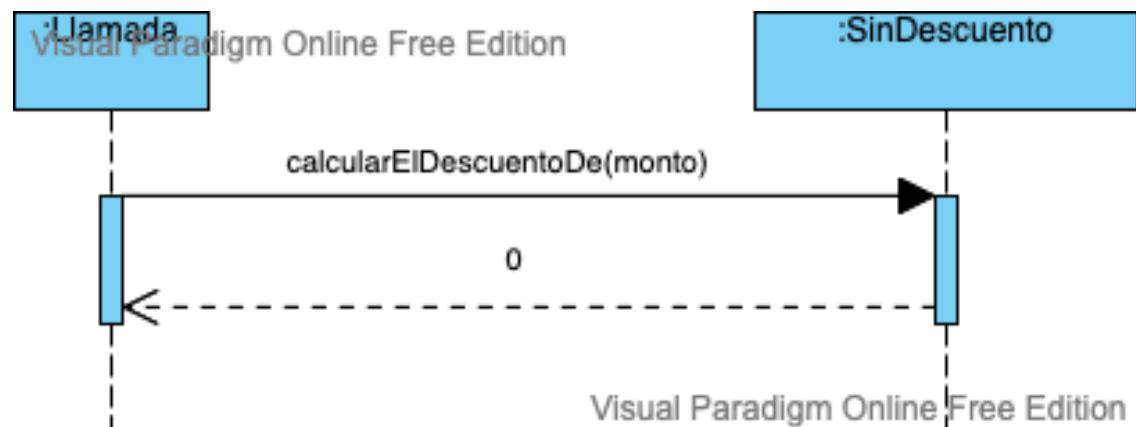 :Llamada
:SinDescuento
Visual Paradigm Online Free Edition
calcularElDescuentoDe(monto)
0
Visual Paradigm Online Free Edition